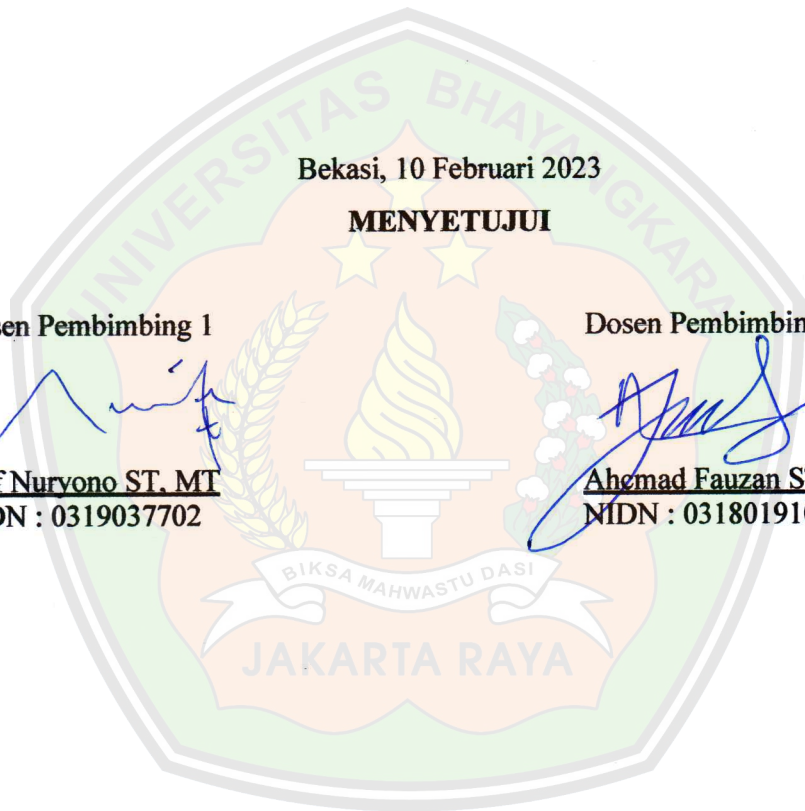 UNIVERSITAS BHAYANGKARA
Bekasi, 10 Februari 2023
MENYETUJUI
sen Pembimbing 1
Dosen Pembimbin
f Nuryono ST, MT
DN : 0319037702
Ahcmad Fauzan S
NIDN : 03180191
BIKSA MAHWASTU DASI
JAKARTA RAYA